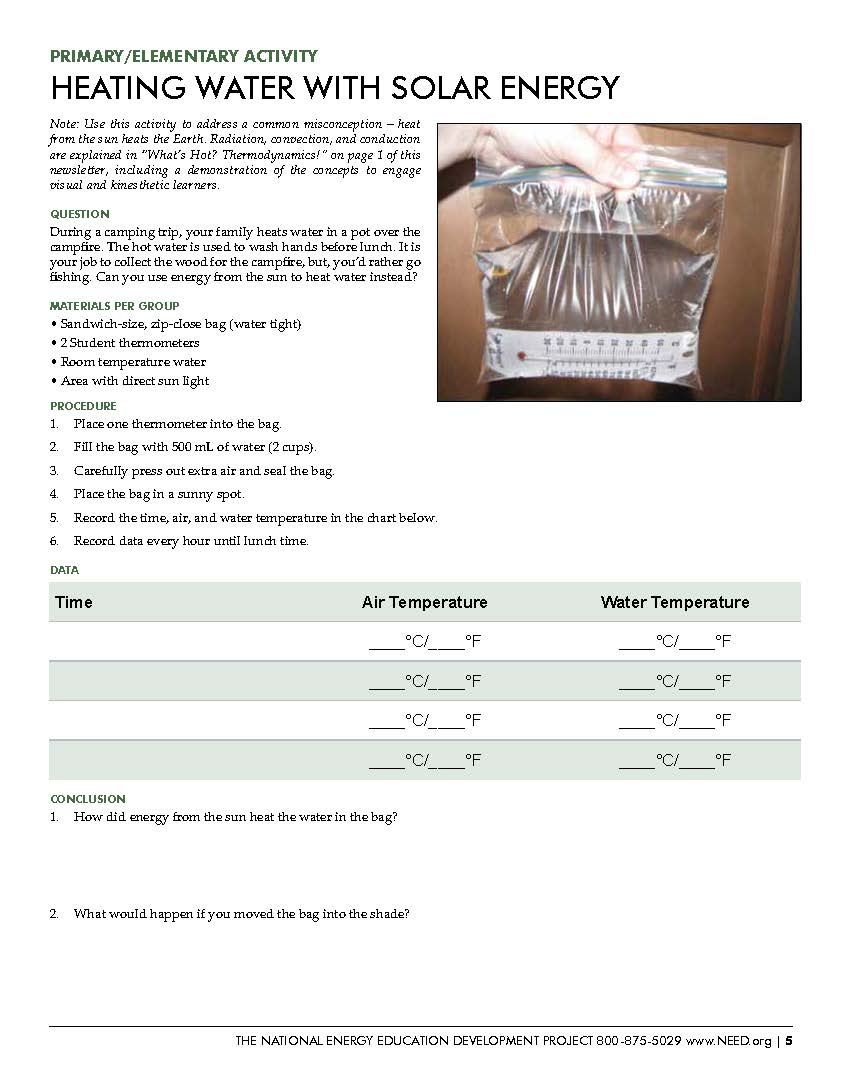 PRIMARY/ELEMENTARY ACTIVITY
HEATING WATER WITH SOLAR ENERGY
Note: Use this activity to address a common misconception – heat
from the sun heats the Earth. Radiation, convection, and conduction
are explained in "What's Hot? Thermodynamics!" on page 1 of this
newsletter, including a demonstration of the concepts to engage
visual and kinesthetic learners.
QUESTION
During a camping trip, your family heats water in a pot over the
campfire. The hot water is used to wash hands before lunch. It is
your job to collect the wood for the campfire, but, you'd rather go
fishing. Can you use energy from the sun to heat water instead?
MATERIALS PER GROUP
• Sandwich-size, zip-close bag (water tight)
• 2 Student thermometers
• Room temperature water
• Area with direct sun light
PROCEDURE
1. Place one thermometer into the bag.
2. Fill the bag with 500 mL of water (2 cups).
3. Carefully press out extra air and seal the bag.
4. Place the bag in a sunny spot.
5. Record the time, air, and water temperature in the chart below.
6. Record data every hour until lunch time.
DATA
Time Air Temperature Water Temperature
____°C/____°F ____°C/____°F
____°C/____°F ____°C/____°F
____°C/____°F ____°C/____°F
____°C/____°F ____°C/____°F
CONCLUSION
1. How did energy from the sun heat the water in the bag?
2. What would happen if you moved the bag into the shade?
THE NATIONAL ENERGY EDUCATION DEVELOPMENT PROJECT 800-875-5029 www.NEED.org | 5